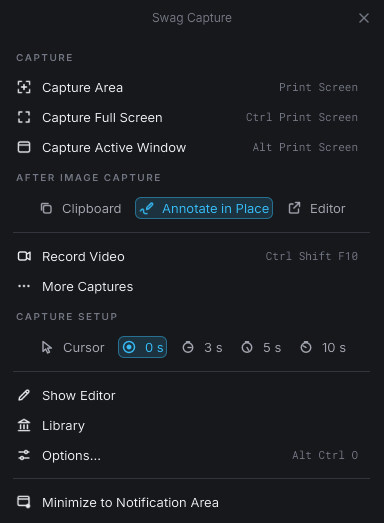 Swag Capture
CAPTURE
Capture Area Print Screen
Capture Full Screen Ctrl Print Screen
Capture Active Window Alt Print Screen
AFTER IMAGE CAPTURE
Clipboard Annotate in Place Editor
Record Video Ctrl Shift F10
More Captures
CAPTURE SETUP
Cursor 0 s 3 s 5 s 10 s
Show Editor
Library
Options... Alt Ctrl O
Minimize to Notification Area